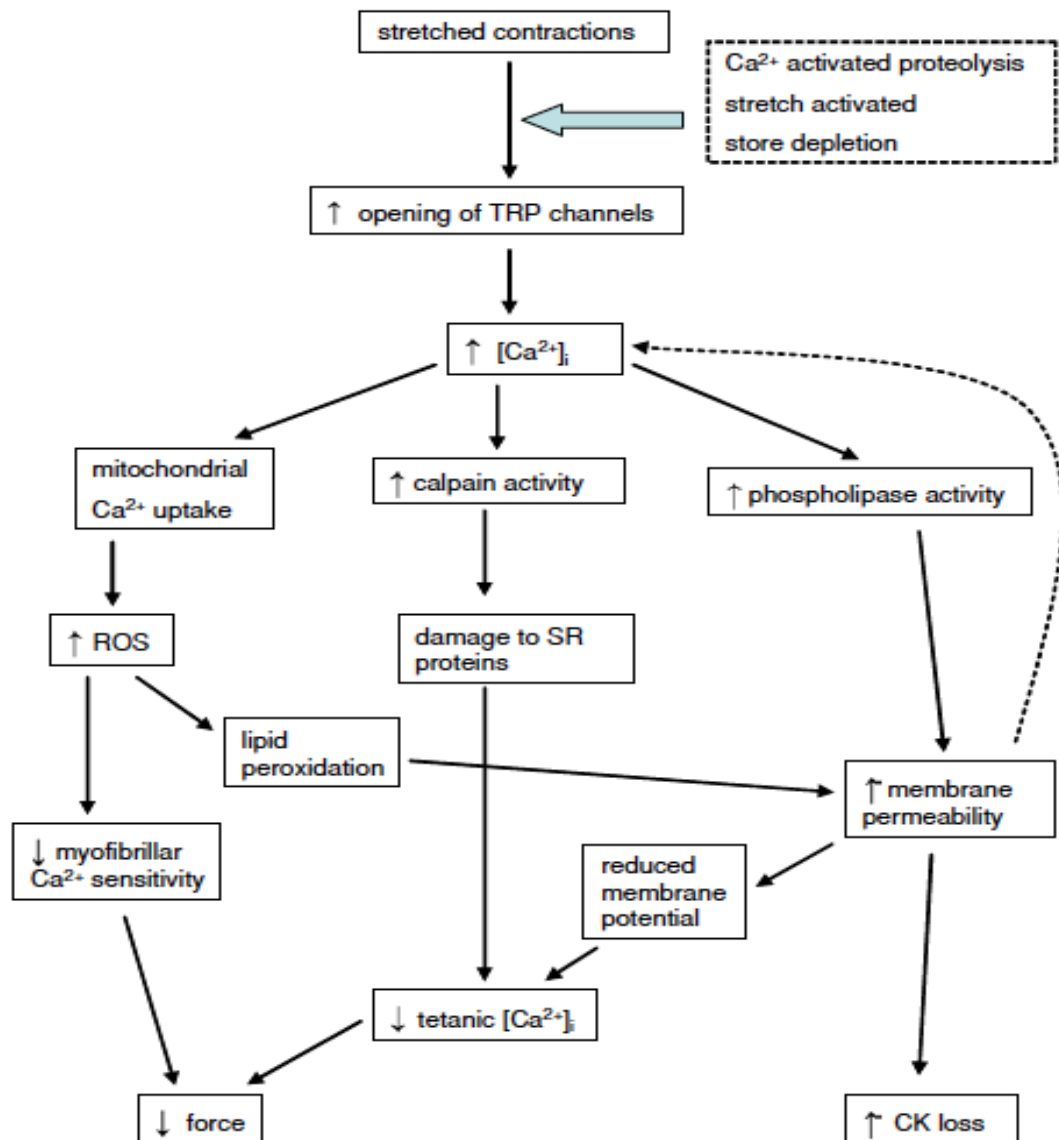 stretched contractions
Ca²⁺ activated proteolysis
stretch activated
store depletion
↑ opening of TRP channels
↑ [Ca²⁺]ᵢ
mitochondrial
Ca²⁺ uptake
↑ calpain activity
↑ phospholipase activity
↑ ROS
damage to SR
proteins
lipid
peroxidation
↑ membrane
permeability
↓ myofibrillar
Ca²⁺ sensitivity
reduced
membrane
potential
↓ tetanic [Ca²⁺]ᵢ
↓ force
↑ CK loss